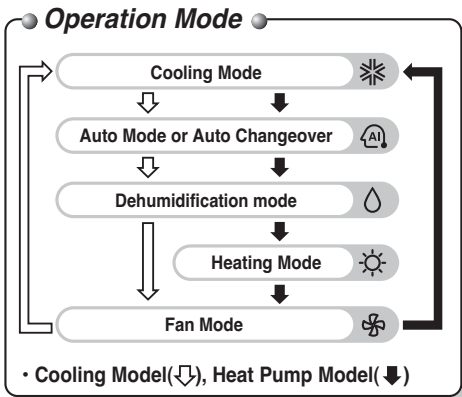 Operation Mode
Cooling Mode
Auto Mode or Auto Changeover
AI
Dehumidification mode
Heating Mode
Fan Mode
· Cooling Model(⇩), Heat Pump Model(🡇)